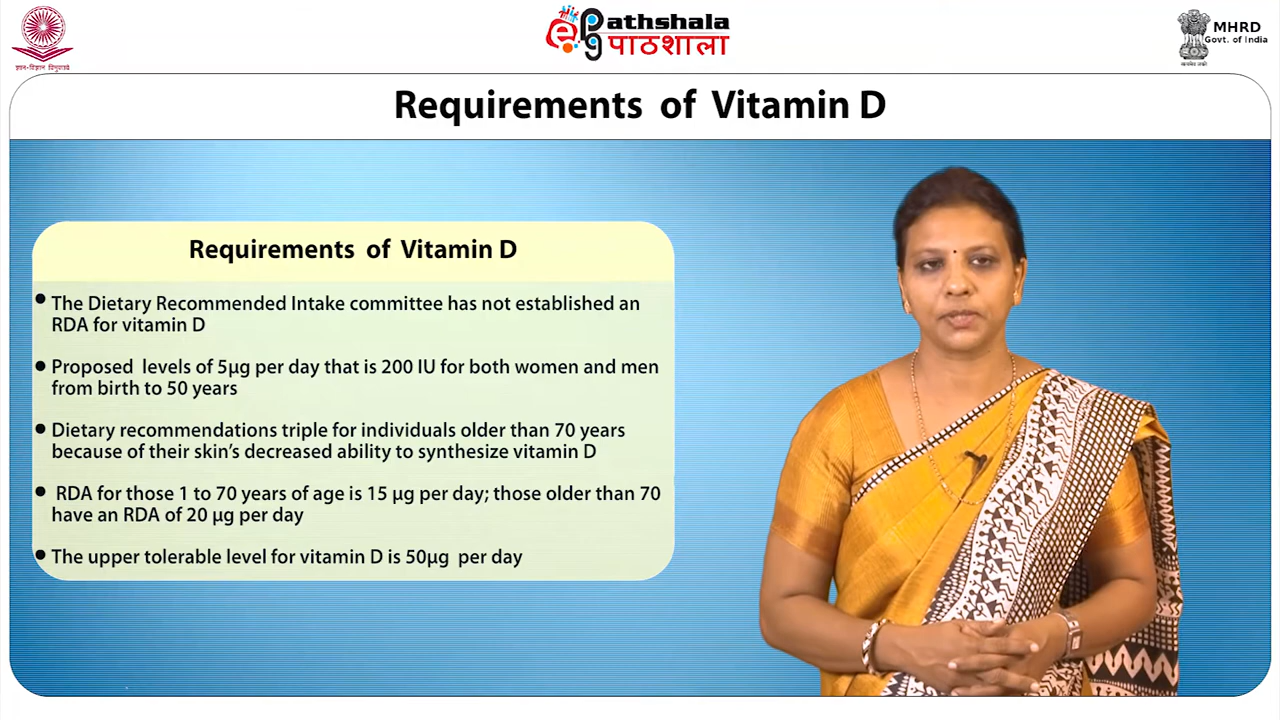 ज्ञान-विज्ञान विमुक्तये
ePathshala
पाठशाला
MHRD
Govt. of India
सत्यमेव जयते
Requirements of Vitamin D
Requirements of Vitamin D
• The Dietary Recommended Intake committee has not established an
RDA for vitamin D
• Proposed levels of 5µg per day that is 200 IU for both women and men
from birth to 50 years
• Dietary recommendations triple for individuals older than 70 years
because of their skin's decreased ability to synthesize vitamin D
• RDA for those 1 to 70 years of age is 15 µg per day; those older than 70
have an RDA of 20 µg per day
• The upper tolerable level for vitamin D is 50µg per day